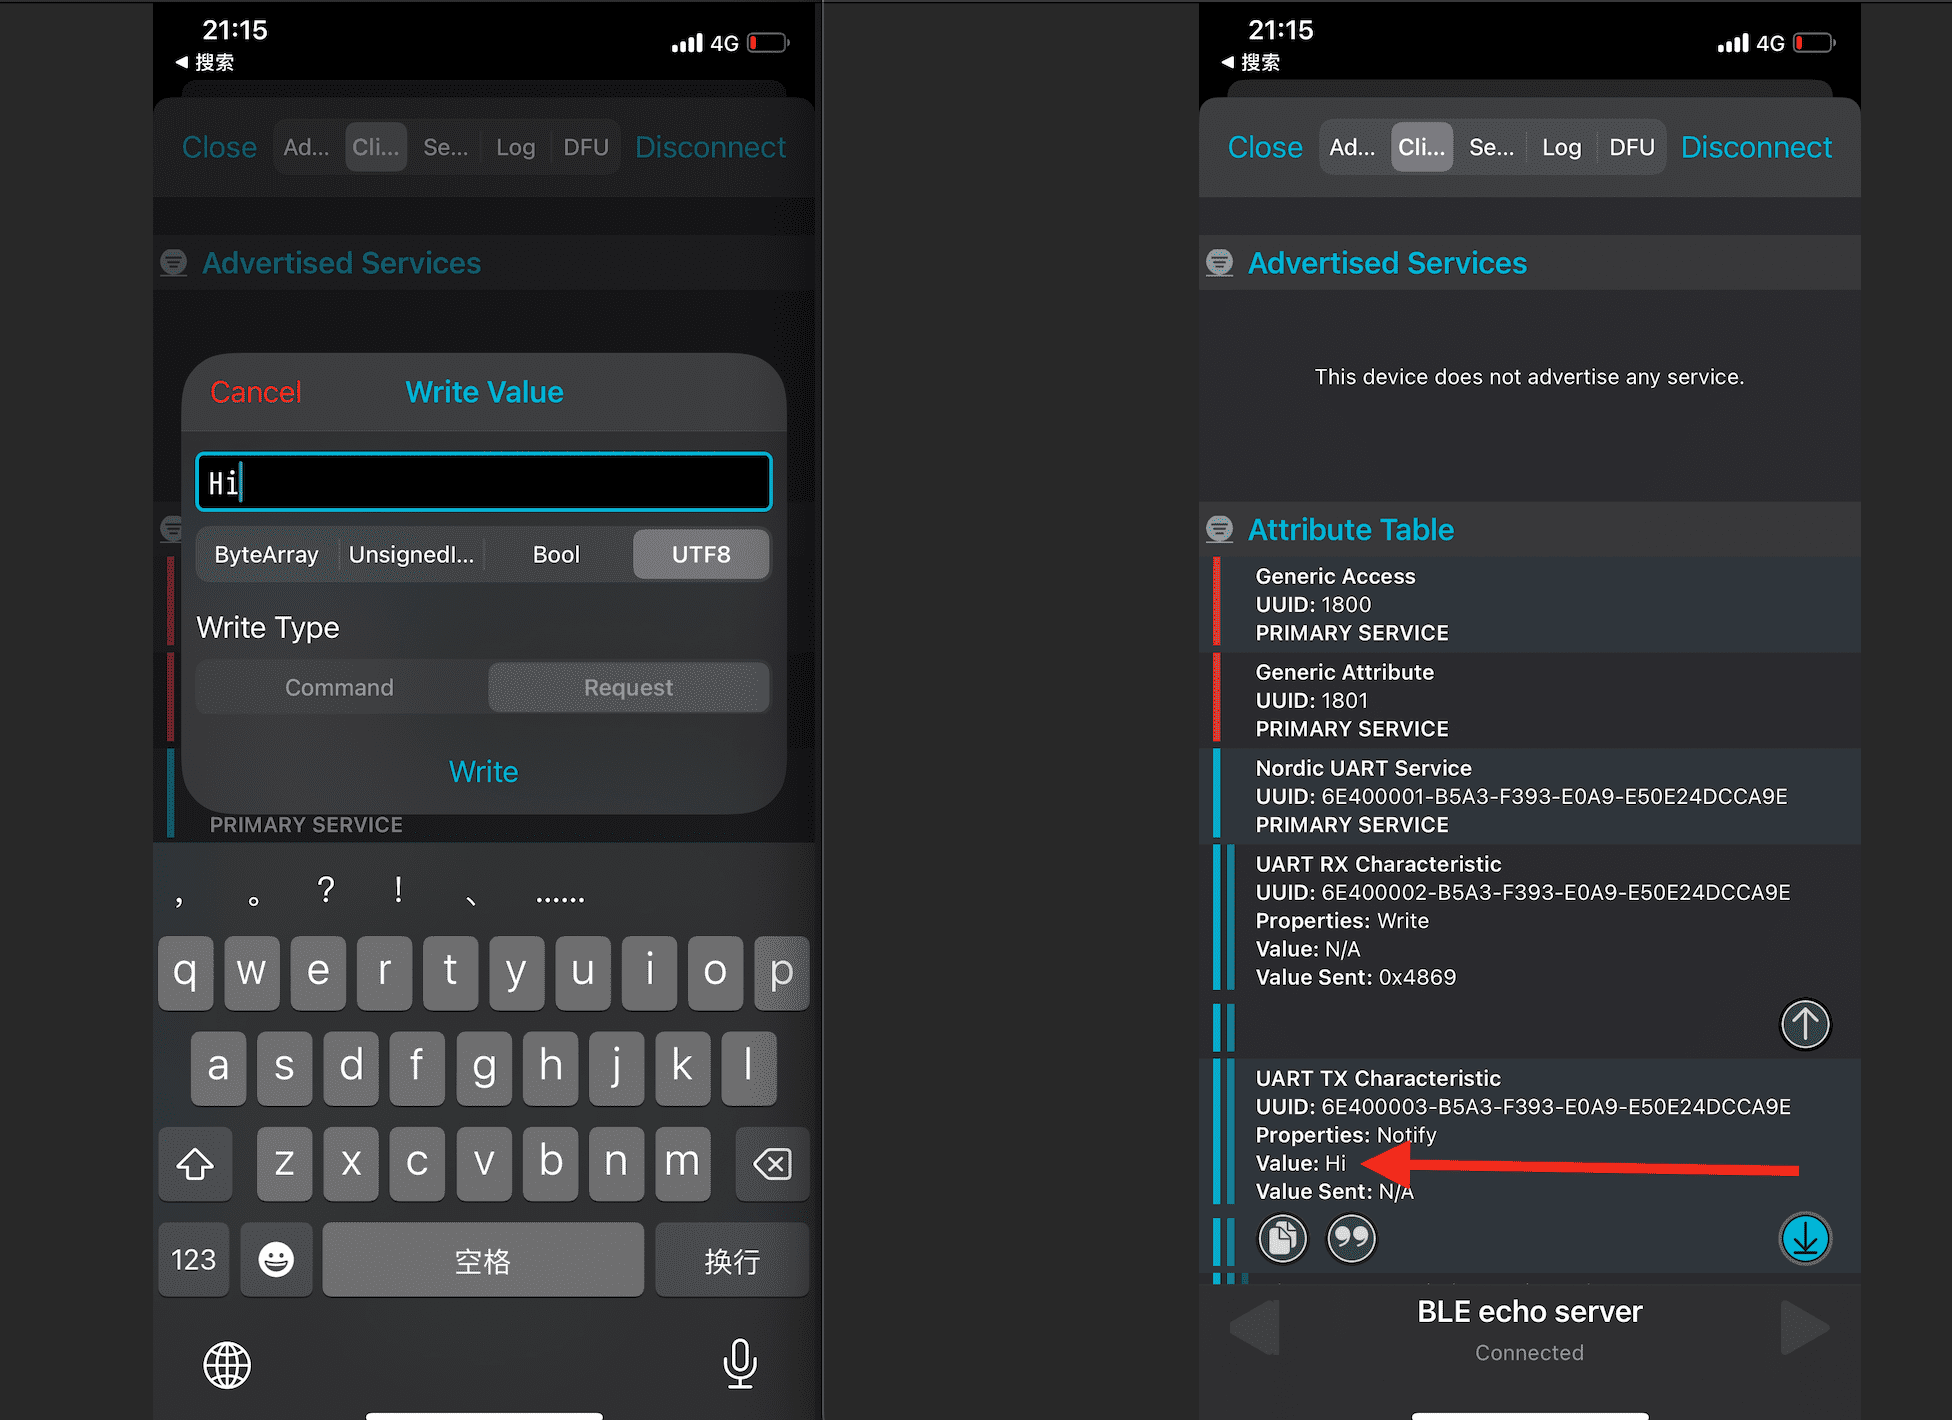 21:15
4G
◀ 搜索
Close
Ad...
Cli...
Se...
Log
DFU
Disconnect
Advertised Services
Cancel
Write Value
Hi
ByteArray
UnsignedI...
Bool
UTF8
Write Type
Command
Request
Write
PRIMARY SERVICE
， 。 ？ ！ 、 ……
q w e r t y u i o p
a s d f g h j k l
z x c v b n m
123
空格
换行
21:15
4G
◀ 搜索
Close
Ad...
Cli...
Se...
Log
DFU
Disconnect
Advertised Services
This device does not advertise any service.
Attribute Table
Generic Access
UUID: 1800
PRIMARY SERVICE
Generic Attribute
UUID: 1801
PRIMARY SERVICE
Nordic UART Service
UUID: 6E400001-B5A3-F393-E0A9-E50E24DCCA9E
PRIMARY SERVICE
UART RX Characteristic
UUID: 6E400002-B5A3-F393-E0A9-E50E24DCCA9E
Properties: Write
Value: N/A
Value Sent: 0x4869
UART TX Characteristic
UUID: 6E400003-B5A3-F393-E0A9-E50E24DCCA9E
Properties: Notify
Value: Hi
Value Sent: N/A
BLE echo server
Connected